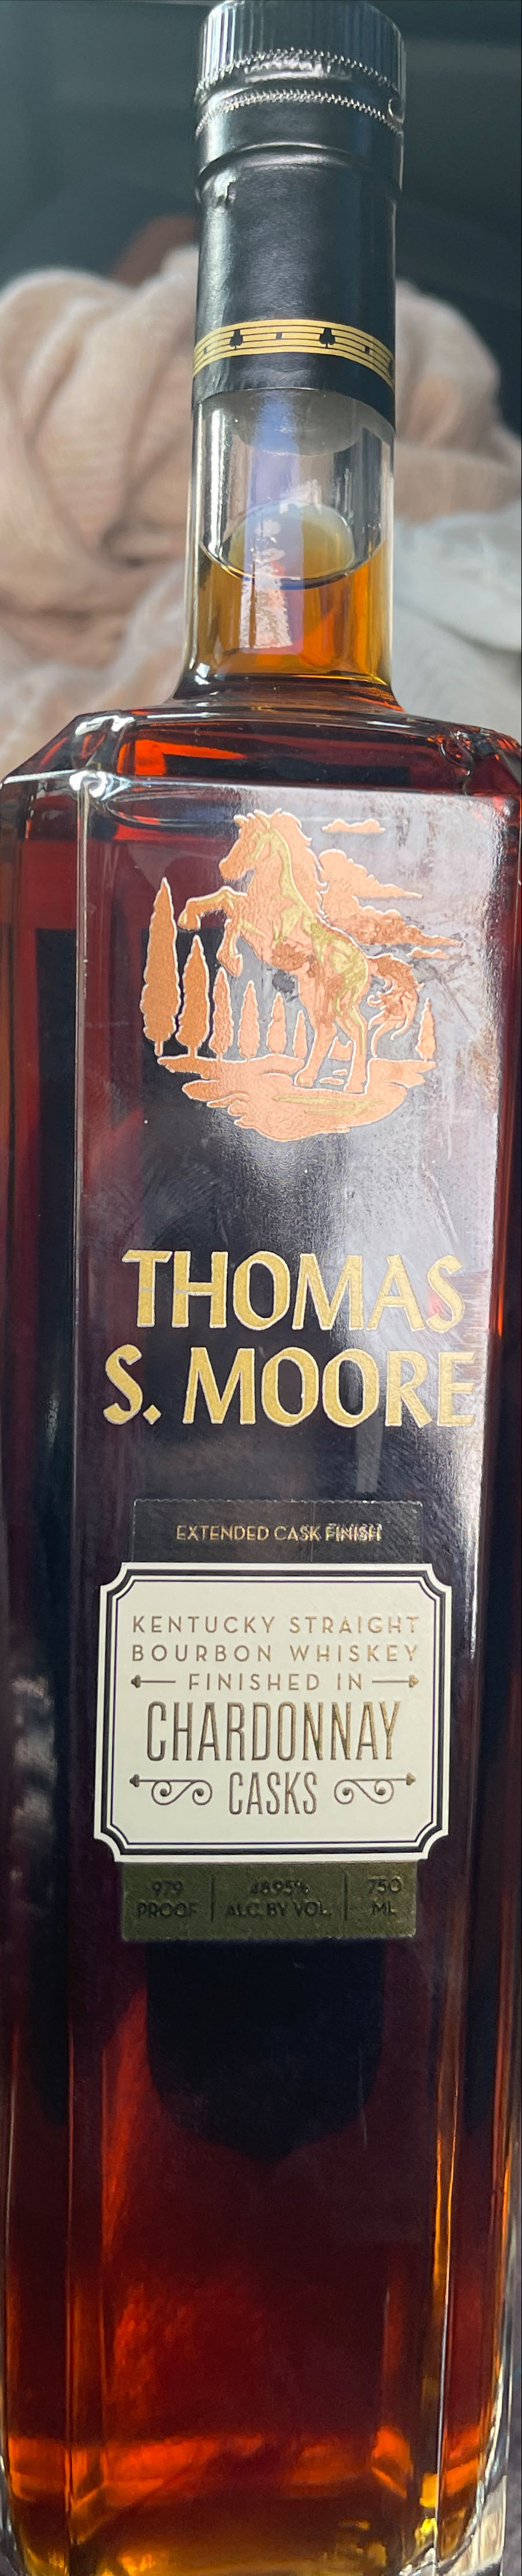 THOMAS
S. MOORE
EXTENDED CASK FINISH
KENTUCKY STRAIGHT
BOURBON WHISKEY
FINISHED IN
CHARDONNAY
CASKS
97.9 48.95% 750
PROOF ALC. BY VOL. ML